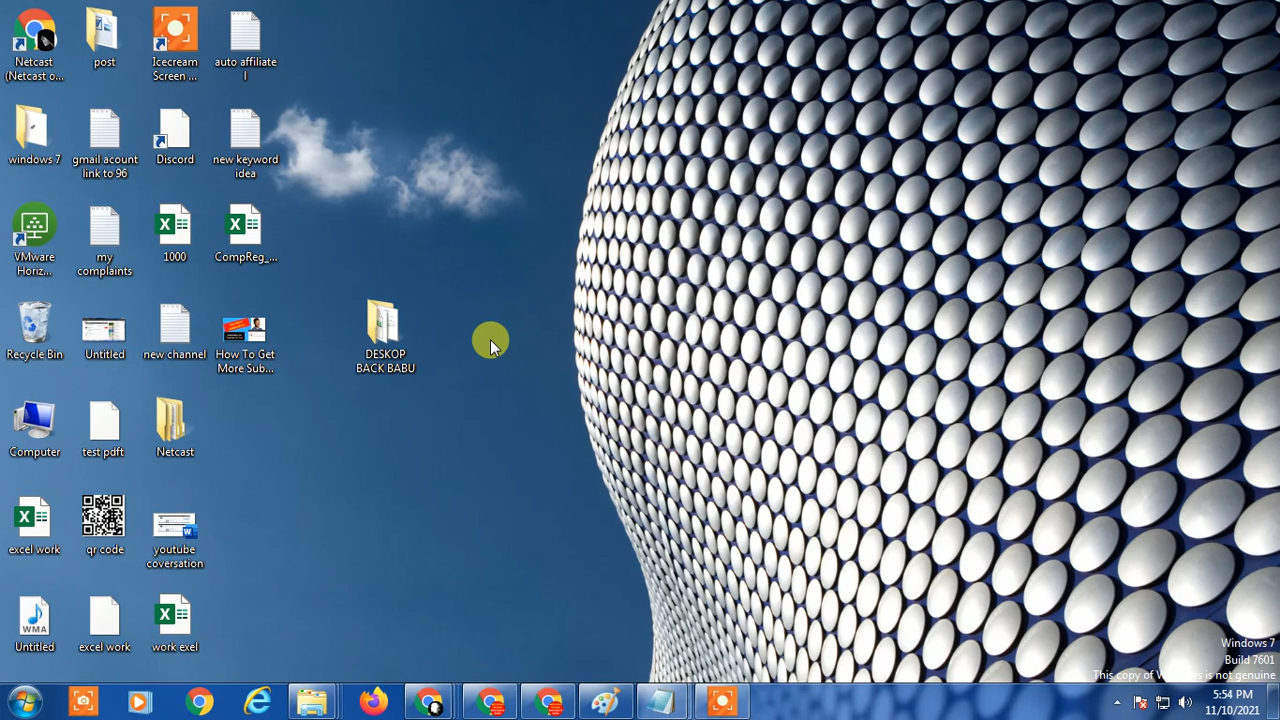 Netcast
(Netcast o...
post
Icecream
Screen ...
auto affiliate
l
windows 7
gmail acount
link to 96
Discord
new keyword
idea
VMware
Horiz...
my
complaints
1000
CompReg_...
Recycle Bin
Untitled
new channel
How To Get
More Sub...
DESKOP
BACK BABU
Computer
test pdft
Netcast
excel work
qr code
youtube
coversation
WMA
Untitled
excel work
work exel
Windows 7
Build 7601
This copy of Windows is not genuine
5:54 PM
11/10/2021